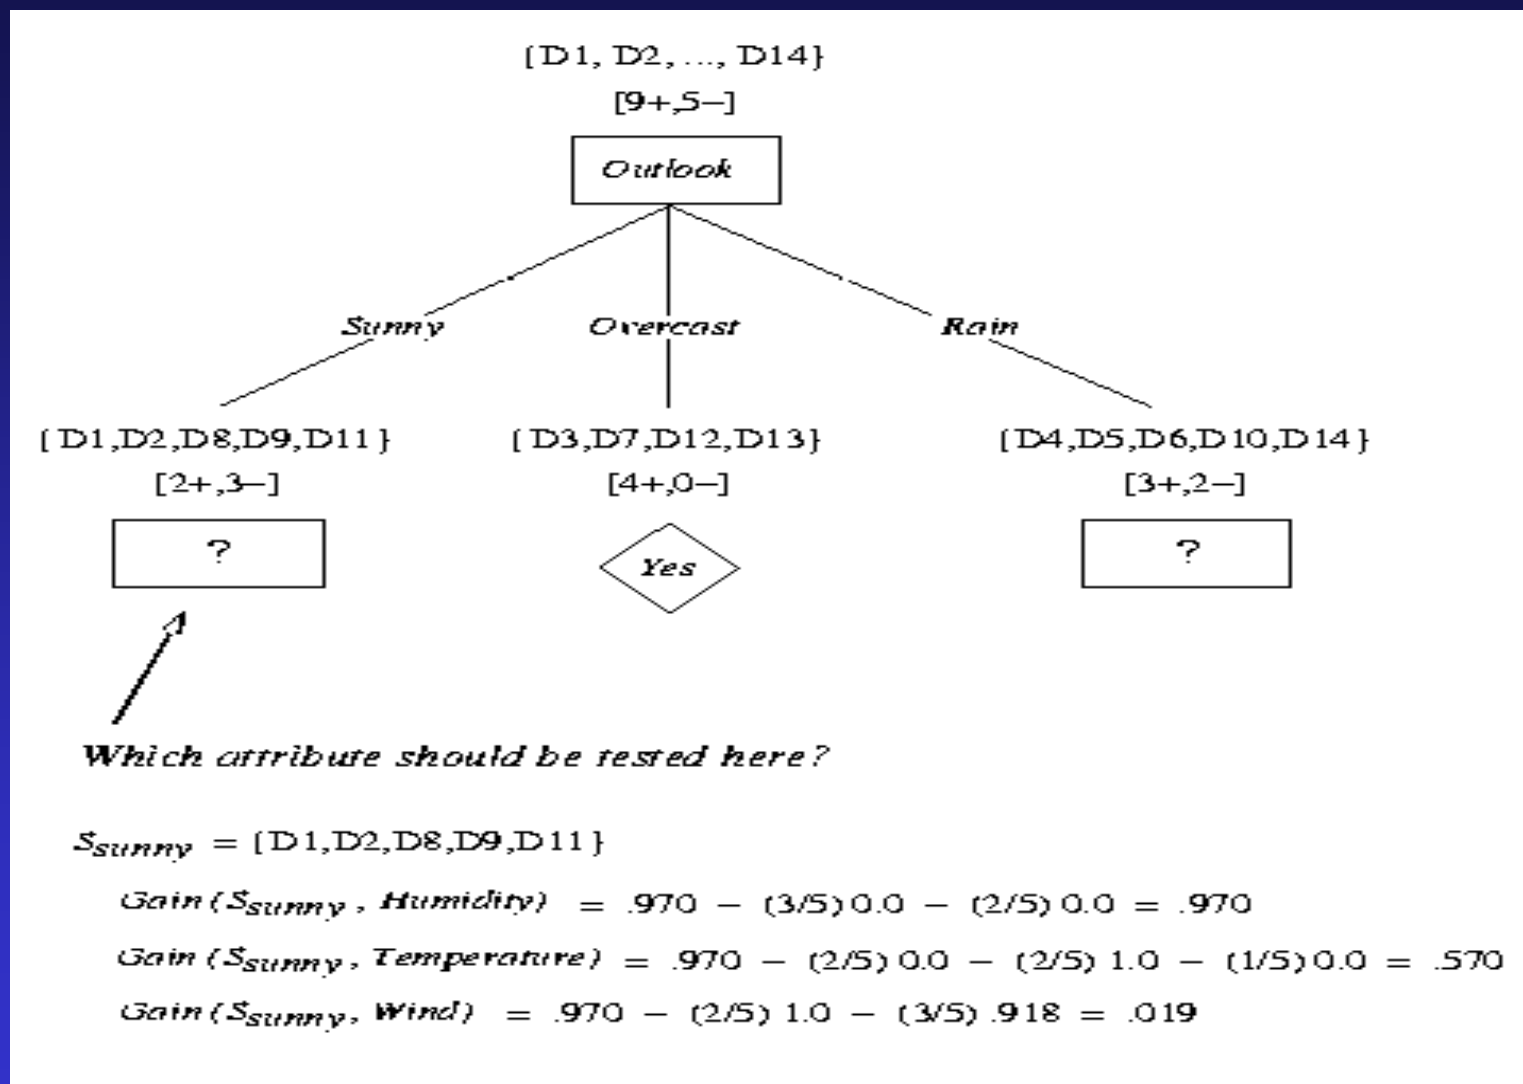 {D1, D2, ..., D14}
[9+,5−]
Outlook
Sunny Overcast Rain
{D1,D2,D8,D9,D11} {D3,D7,D12,D13} {D4,D5,D6,D10,D14}
[2+,3−] [4+,0−] [3+,2−]
? Yes ?
Which attribute should be tested here?
Ssunny = {D1,D2,D8,D9,D11}
Gain (Ssunny , Humidity) = .970 − (3/5) 0.0 − (2/5) 0.0 = .970
Gain (Ssunny , Temperature) = .970 − (2/5) 0.0 − (2/5) 1.0 − (1/5) 0.0 = .570
Gain (Ssunny , Wind) = .970 − (2/5) 1.0 − (3/5) .918 = .019